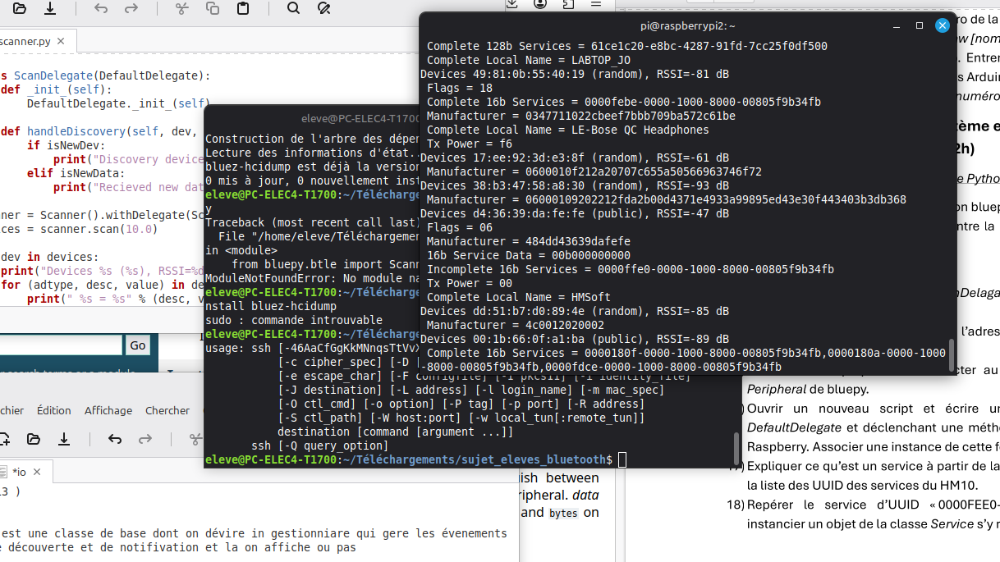 scanner.py
s ScanDelegate(DefaultDelegate):
def _init_(self):
DefaultDelegate._init_(self)
def handleDiscovery(self, dev,
if isNewDev:
print("Discovery device
elif isNewData:
print("Recieved new dat
ner = Scanner().withDelegate(Sc
ces = scanner.scan(10.0)
dev in devices:
print("Devices %s (%s), RSSI=%d
for (adtype, desc, value) in de
print(" %s = %s" % (desc, v
Go
eleve@PC-ELEC4-T1700
Construction de l'arbre des dépen
Lecture des informations d'état..
bluez-hcidump est déjà la version
0 mis à jour, 0 nouvellement inst
eleve@PC-ELEC4-T1700:~/Télécharge
y
Traceback (most recent call last)
File "/home/eleve/Téléchargemen
in <module>
from bluepy.btle import Scann
ModuleNotFoundError: No module na
eleve@PC-ELEC4-T1700:~/Télécharge
nstall bluez-hcidump
sudo : commande introuvable
eleve@PC-ELEC4-T1700:~/Télécharge
usage: ssh [-46AaCfGgKkMNnqsTtVvX
[-c cipher_spec] [-D [
[-e escape_char] [-F configfile] [-I pkcs11] [-i identity_file]
[-J destination] [-L address] [-l login_name] [-m mac_spec]
[-O ctl_cmd] [-o option] [-P tag] [-p port] [-R address]
[-S ctl_path] [-W host:port] [-w local_tun[:remote_tun]]
destination [command [argument ...]]
ssh [-Q query_option]
eleve@PC-ELEC4-T1700:~/Téléchargements/sujet_eleves_bluetooth$
pi@raspberrypi2: ~
Complete 128b Services = 61ce1c20-e8bc-4287-91fd-7cc25f0df500
Complete Local Name = LABTOP_JO
Devices 49:81:0b:55:40:19 (random), RSSI=-81 dB
Flags = 18
Complete 16b Services = 0000febe-0000-1000-8000-00805f9b34fb
Manufacturer = 0347711022cbeef7bbb709ba572c61be
Complete Local Name = LE-Bose QC Headphones
Tx Power = f6
Devices 17:ee:92:3d:e3:8f (random), RSSI=-61 dB
Manufacturer = 0600010f212a20707c655a50566963746f72
Devices 38:b3:47:58:a8:30 (random), RSSI=-93 dB
Manufacturer = 06000109202212fda2b00d4371e4933a99895ed43e30f443403b3db368
Devices d4:36:39:da:fe:fe (public), RSSI=-47 dB
Flags = 06
Manufacturer = 484dd43639dafefe
16b Service Data = 00b000000000
Incomplete 16b Services = 0000ffe0-0000-1000-8000-00805f9b34fb
Tx Power = 00
Complete Local Name = HMSoft
Devices dd:51:b7:d0:89:4e (random), RSSI=-85 dB
Manufacturer = 4c0012020002
Devices 00:1b:66:0f:a1:ba (public), RSSI=-89 dB
Complete 16b Services = 0000180f-0000-1000-8000-00805f9b34fb,0000180a-0000-1000
-8000-00805f9b34fb,0000fdce-0000-1000-8000-00805f9b34fb
ro de la
w [nom
. Entrer
s Arduin
numéro
tème e
2h)
e Pytho
on bluep
ntre la
nDelaga
l'adres
cter au
Peripheral de bluepy.
) Ouvrir un nouveau script et écrire un
DefaultDelegate et déclenchant une méth
Raspberry. Associer une instance de cette f
17) Expliquer ce qu'est un service à partir de la
la liste des UUID des services du HM10.
18) Repérer le service d'UUID « 0000FEE0-
instancier un objet de la classe Service s'y r
chier Édition Affichage Chercher
*io
13 )
est une classe de base dont on dévire in gestionniare qui gere les évenements
découverte et de notifivation et la on affiche ou pas
ish between
ripheral. data
and bytes on